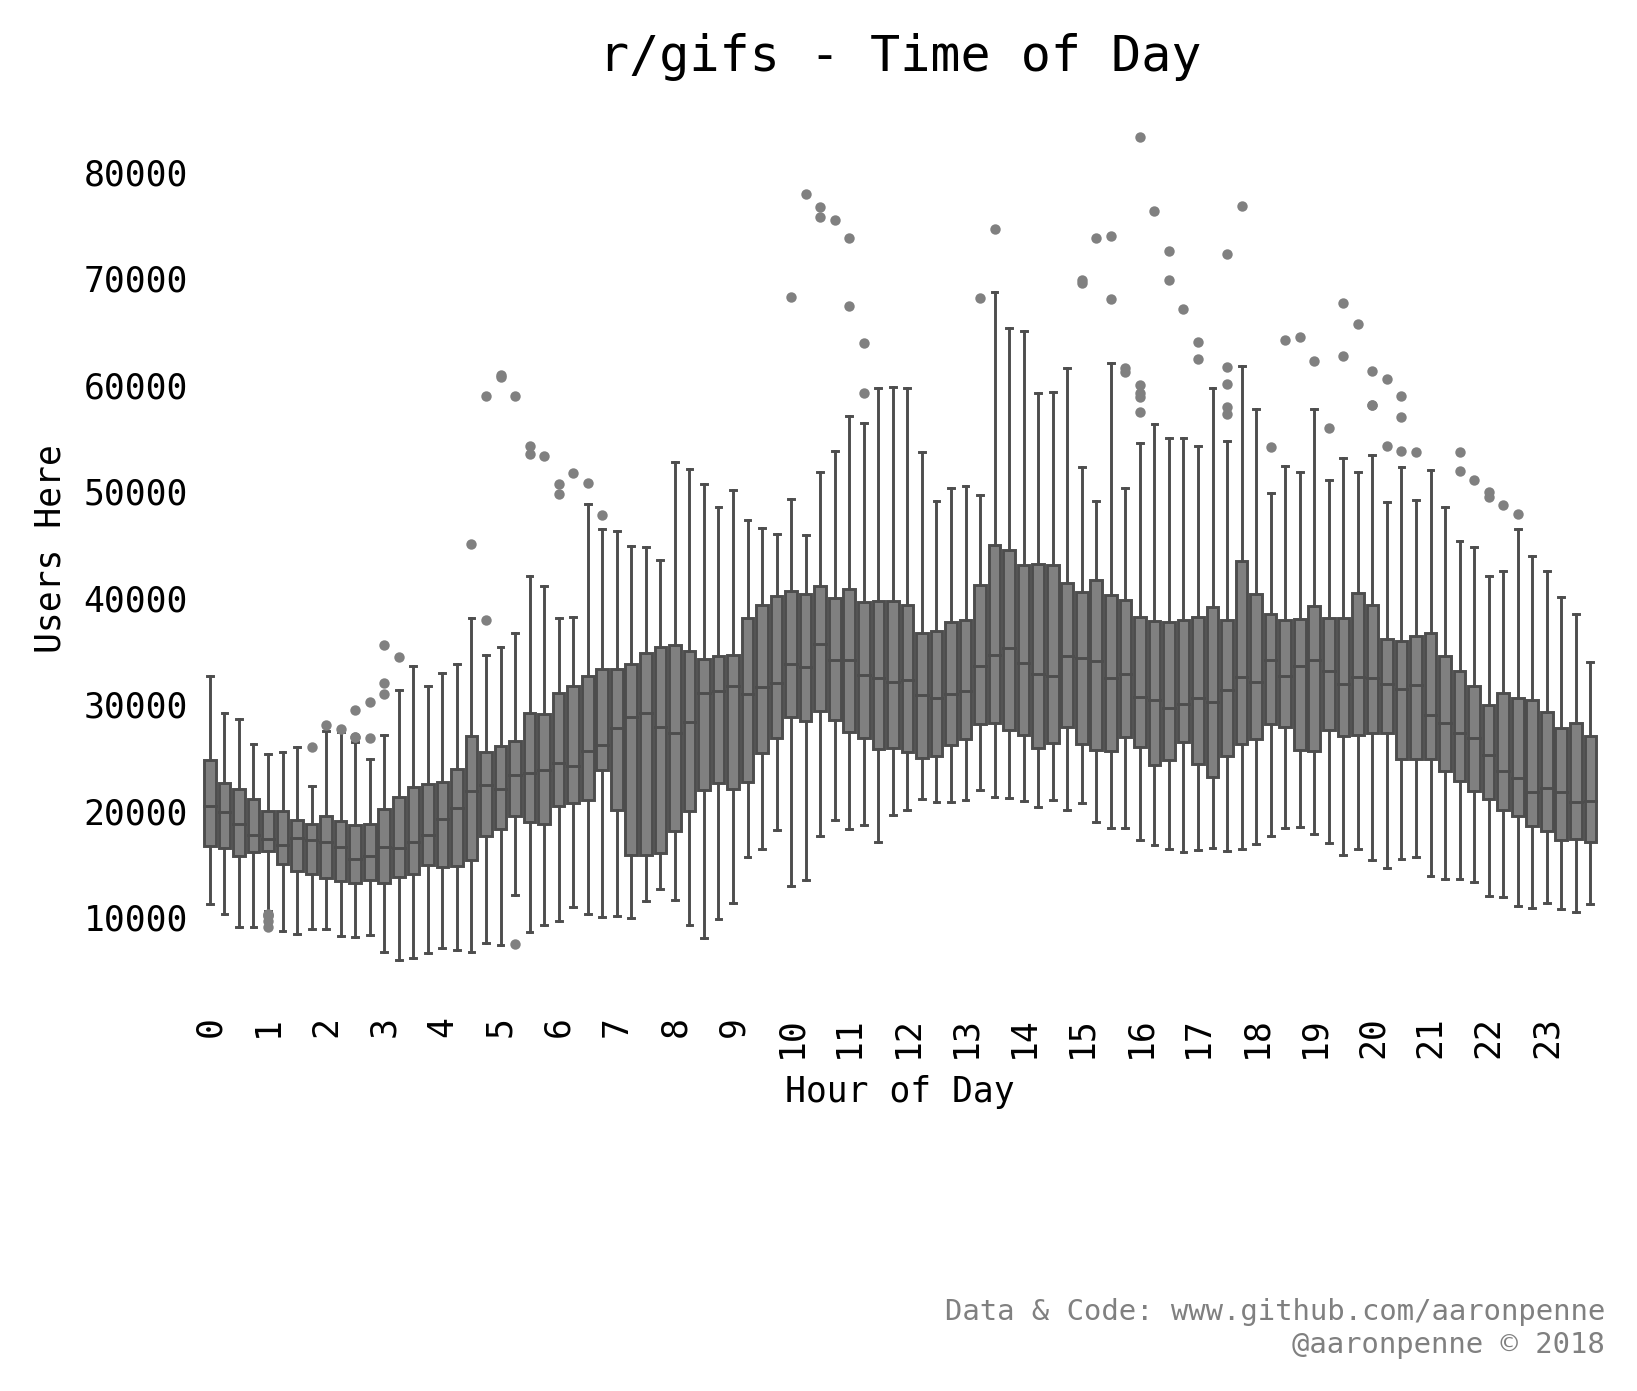 r/gifs - Time of Day
80000
70000
60000
50000
40000
30000
20000
10000
Users Here
0 1 2 3 4 5 6 7 8 9 10 11 12 13 14 15 16 17 18 19 20 21 22 23
Hour of Day
Data & Code: www.github.com/aaronpenne
@aaronpenne © 2018